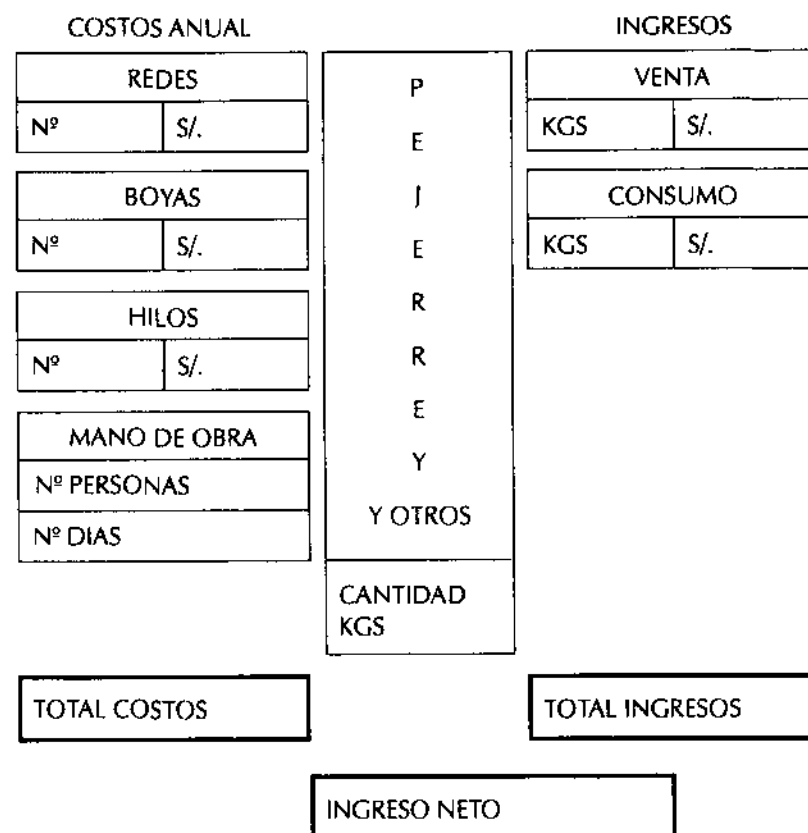 COSTOS ANUAL
REDES
Nº S/.
BOYAS
Nº S/.
HILOS
Nº S/.
MANO DE OBRA
Nº PERSONAS
Nº DIAS
TOTAL COSTOS
P
E
J
E
R
R
E
Y
Y OTROS
CANTIDAD
KGS
INGRESOS
VENTA
KGS S/.
CONSUMO
KGS S/.
TOTAL INGRESOS
INGRESO NETO